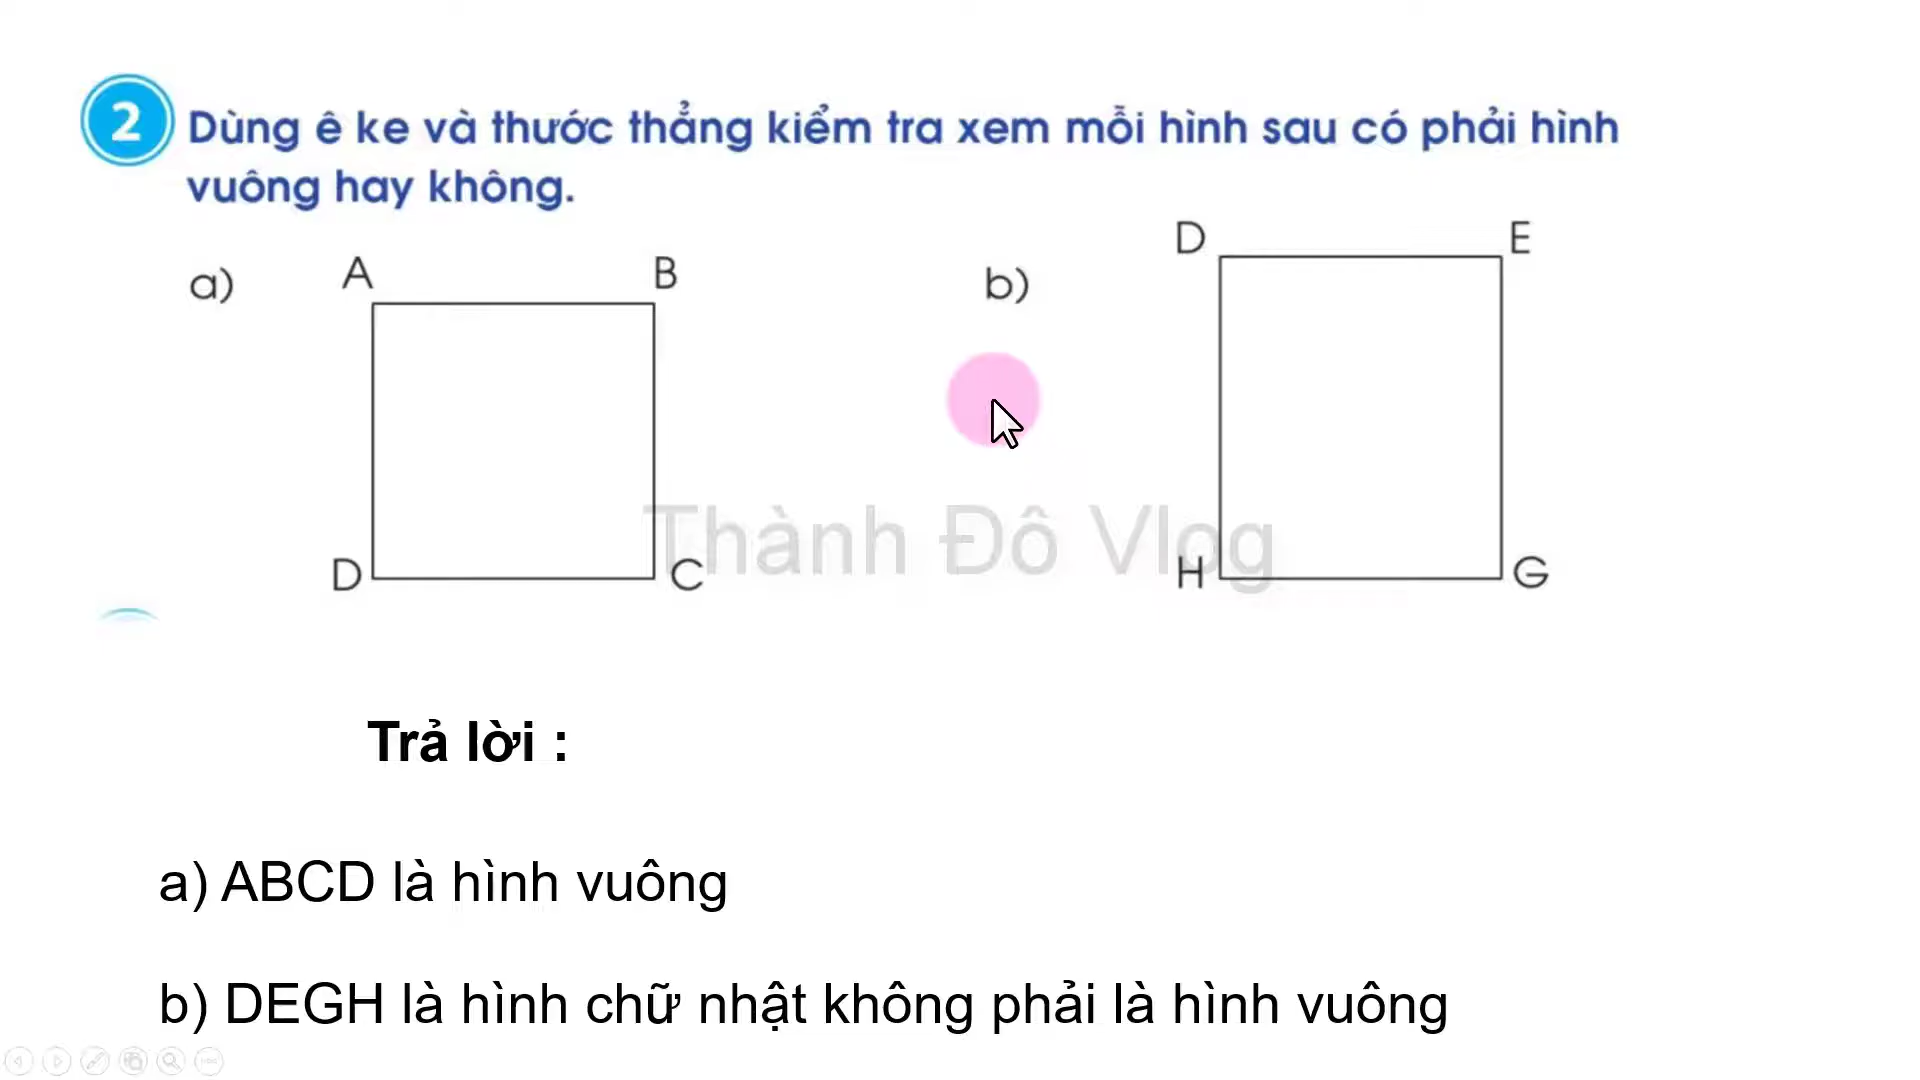 2 Dùng ê ke và thước thẳng kiểm tra xem mỗi hình sau có phải hình
vuông hay không.
a)
A
B
D
C
b)
D
E
H
G
Thành Đô Vlog
Trả lời :
a) ABCD là hình vuông
b) DEGH là hình chữ nhật không phải là hình vuông